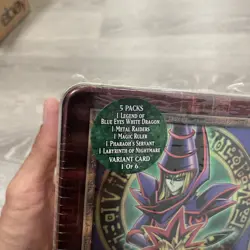 5 PACKS
1 LEGEND OF
BLUE EYES WHITE DRAGON
1 METAL RAIDERS
1 MAGIC RULER
1 PHARAOH'S SERVANT
1 LABYRINTH OF NIGHTMARE
VARIANT CARD
1 OF 6